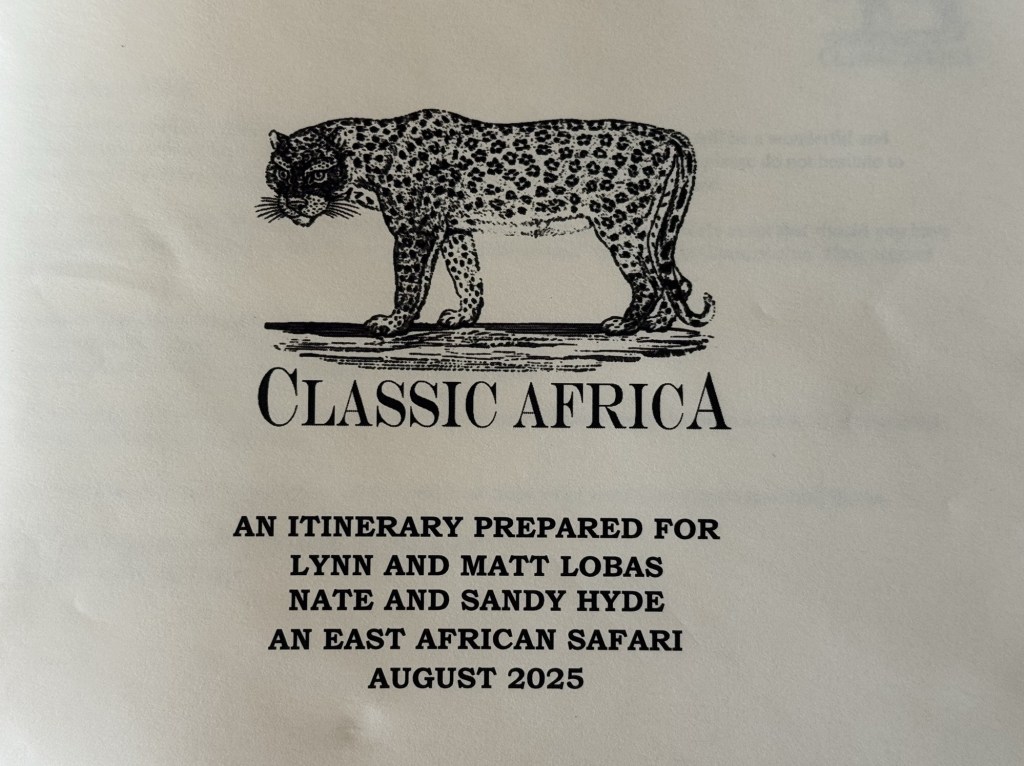 CLASSIC AFRICA
AN ITINERARY PREPARED FOR
LYNN AND MATT LOBAS
NATE AND SANDY HYDE
AN EAST AFRICAN SAFARI
AUGUST 2025